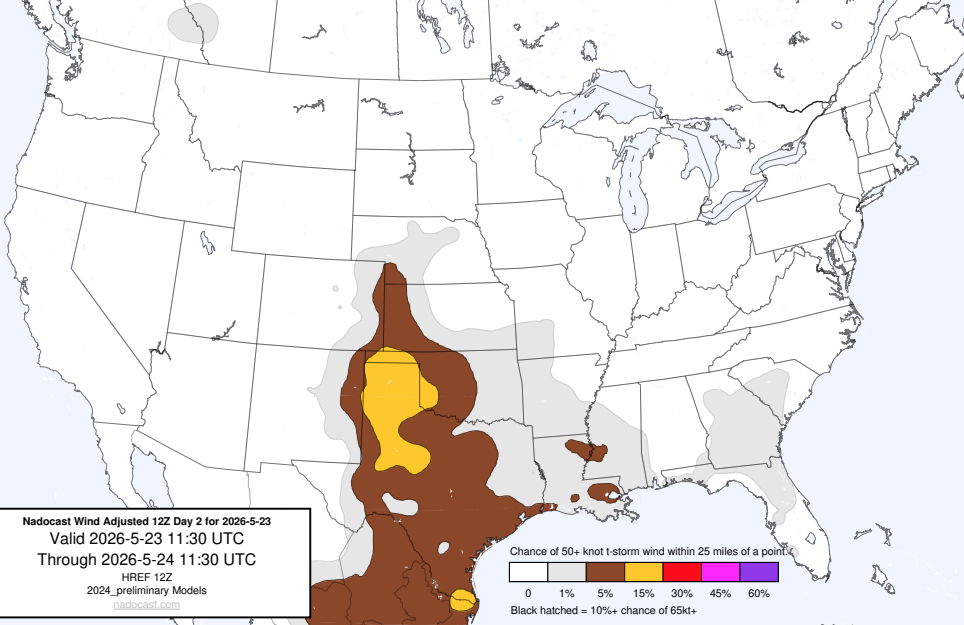 Nadocast Wind Adjusted 12Z Day 2 for 2026-5-23
Valid 2026-5-23 11:30 UTC
Through 2026-5-24 11:30 UTC
HREF 12Z
2024_preliminary Models
nadocast.com
Chance of 50+ knot t-storm wind within 25 miles of a point.
0 1% 5% 15% 30% 45% 60%
Black hatched = 10%+ chance of 65kt+